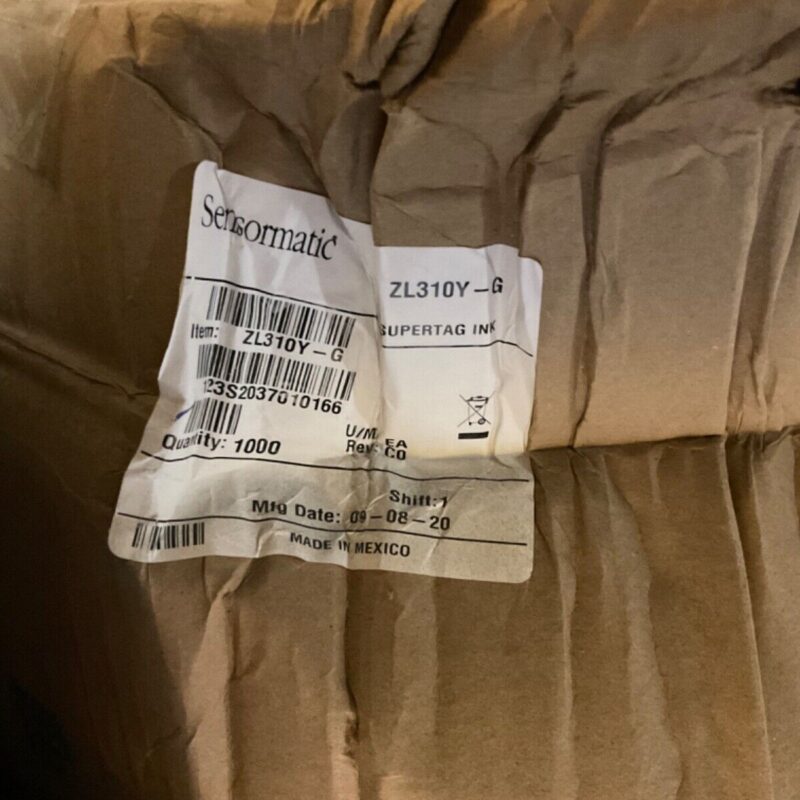 Sensormatic
ZL310Y-G
SUPERTAG INK
Item: ZL310Y-G
123S2037010166
Quantity: 1000
U/M: EA
Rev: C0
Shift:1
Mfg Date: 09-08-20
MADE IN MEXICO